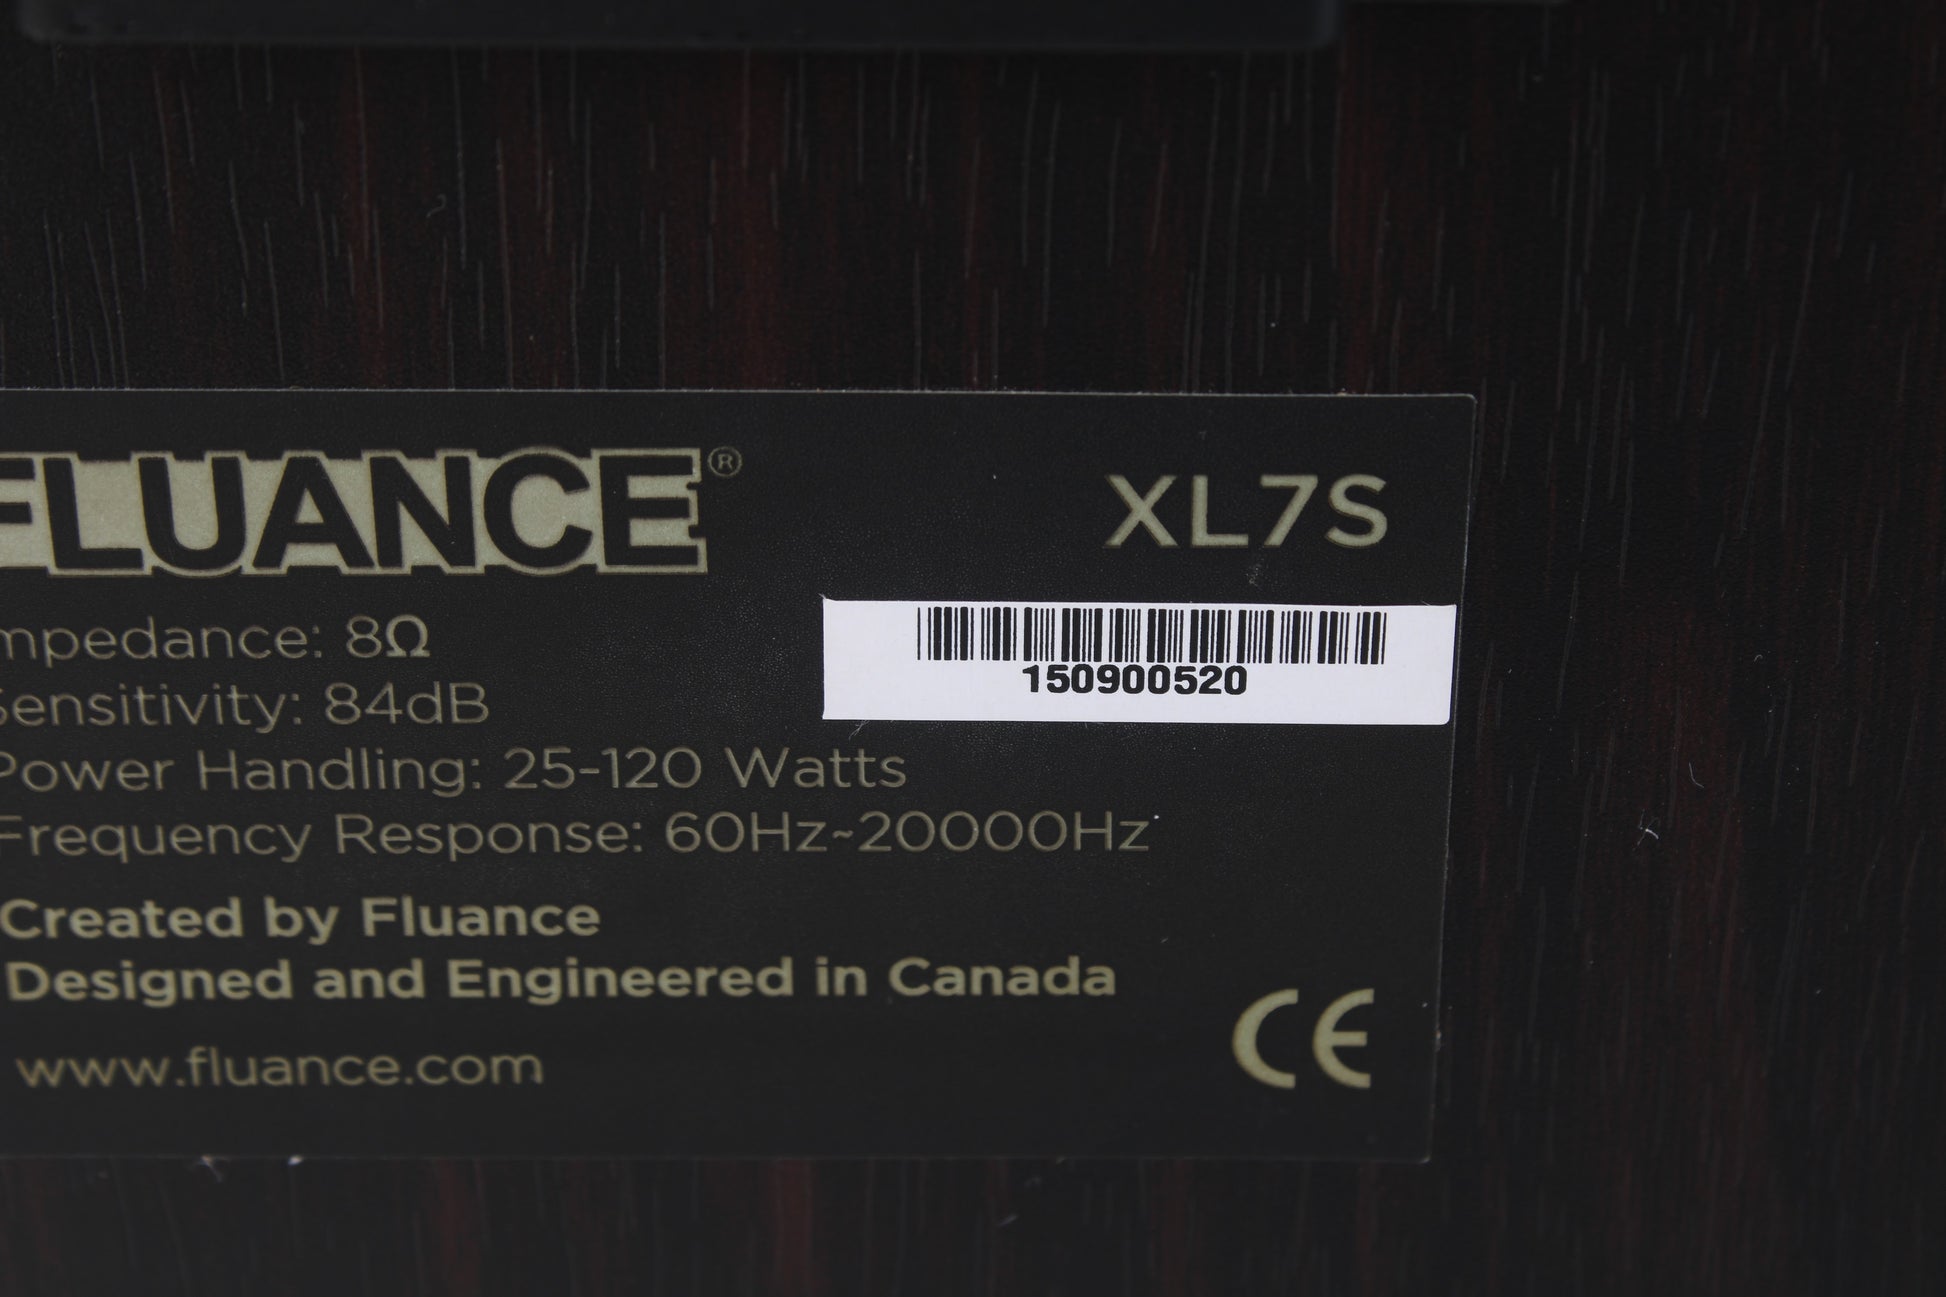 FLUANCE®
XL7S
150900520
mpedance: 8Ω
Sensitivity: 84dB
Power Handling: 25-120 Watts
Frequency Response: 60Hz~20000Hz
Created by Fluance
Designed and Engineered in Canada
www.fluance.com
CE